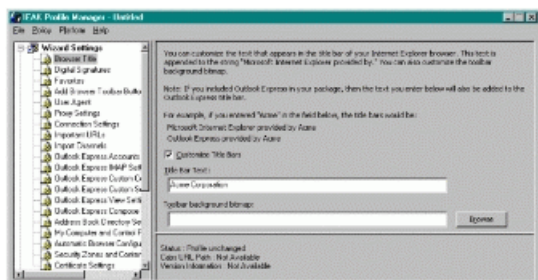 IEAK Profile Manager - Untitled
File Policy Platform Help
Wizard Settings
Browser Title
Digital Signatures
Favorites
Add Browser Toolbar Butto
User Agent
Proxy Settings
Connection Settings
Important URLs
Import Channels
Outlook Express Accounts
Outlook Express IMAP Sett
Outlook Express Custom Co
Outlook Express Custom Si
Outlook Express View Setti
Outlook Express Compose
Address Book Directory Se
My Computer and Control P
Automatic Browser Configu
Security Zones and Conten
Certificate Settings
You can customize the text that appears in the title bar of your Internet Explorer browser. This text is
appended to the string "Microsoft Internet Explorer provided by." You can also customize the toolbar
background bitmap.
Note: If you included Outlook Express in your package, then the text you enter below will also be added to the
Outlook Express title bar.
For example, if you entered "Acme" in the field below, the title bars would be:
Microsoft Internet Explorer provided by Acme
Outlook Express provided by Acme
Customize Title Bars
Title Bar Text:
Acme Corporation
Toolbar background bitmap:
Browse
Status : Profile unchanged
Cabs URL Path : Not Available
Version Information : Not Available